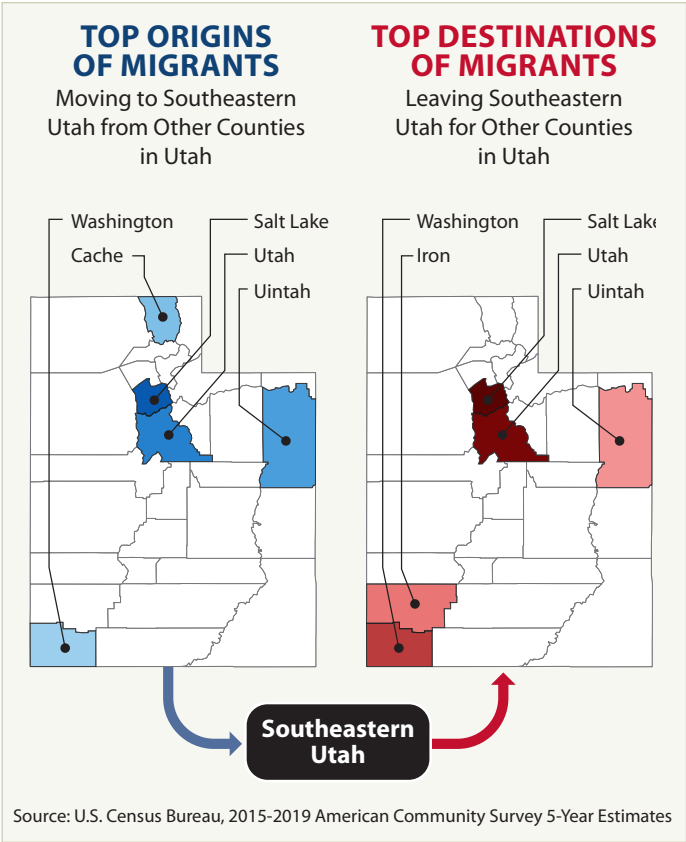 TOP ORIGINS
OF MIGRANTS
Moving to Southeastern
Utah from Other Counties
in Utah
Washington
Salt Lake
Cache
Utah
Uintah
TOP DESTINATIONS
OF MIGRANTS
Leaving Southeastern
Utah for Other Counties
in Utah
Washington
Salt Lake
Iron
Utah
Uintah
Southeastern
Utah
Source: U.S. Census Bureau, 2015-2019 American Community Survey 5-Year Estimates